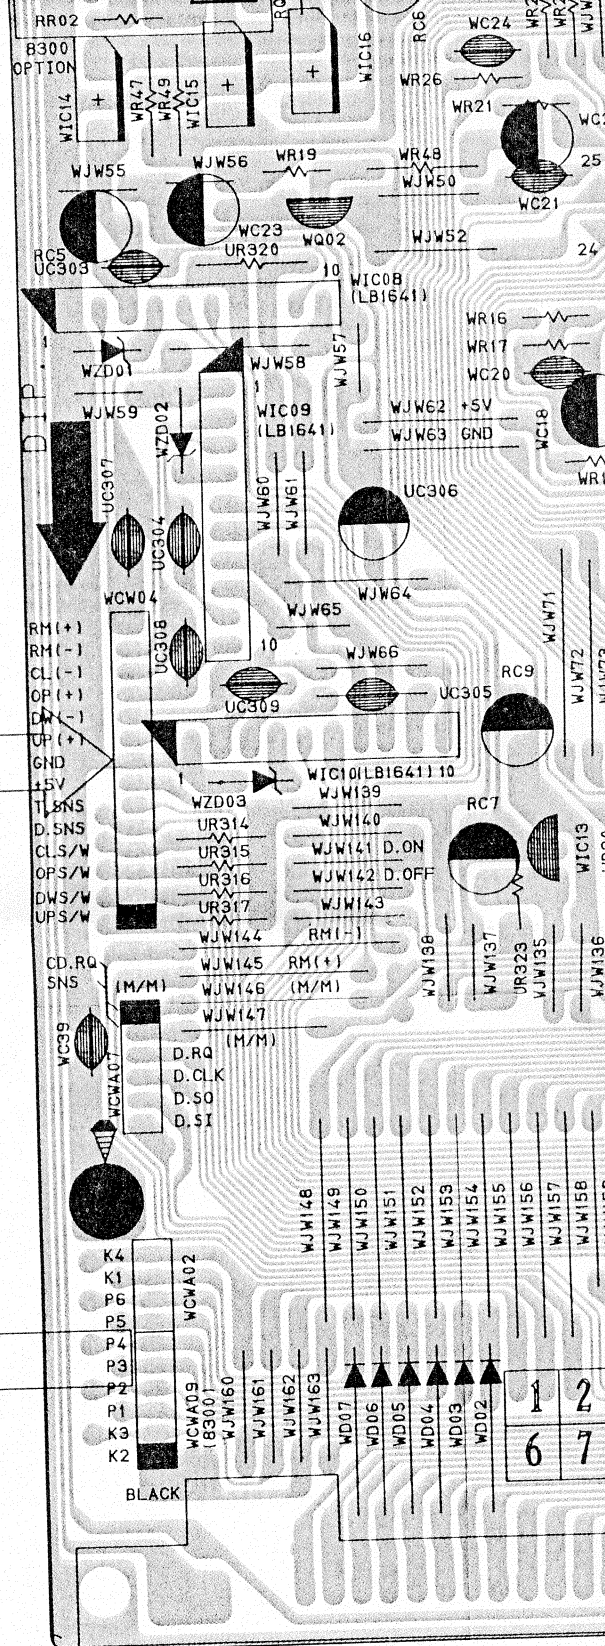 RR02
B300
OPTION
WIC14
WR47
WR49
WIC15
WIC16
RC6
WC24
WR26
WR21
25
WJW55
WJW56
WR19
WR48
WJW50
WC21
RC5
UC303
WC23
UR320
WQ02
WJW52
24
10
WIC08
(LB1641)
1
WZD01
WJW58
WJW57
WR16
WR17
WC20
WC18
DIP.
WJW59
WZD02
1
WIC09
(LB1641)
WJW62 +5V
WJW63 GND
UC307
UC304
WJW60
WJW61
UC306
WCW04
UC308
WJW65
WJW64
10
WJW66
WJW71
WJW72
RM(+)
RM(-)
CL(-)
OP(+)
DW(-)
UP(+)
GND
+5V
T.SNS
D.SNS
CLS/W
OPS/W
DWS/W
UPS/W
UC309
UC305
RC9
1
WZD03
WIC10(LB1641) 10
WJW139
RC7
UR314
WJW140
UR315
WJW141 D.ON
UR316
WJW142 D.OFF
UR317
WJW143
WIC13
WJW144
RM(-)
WJW145
RM(+)
WJW146
(M/M)
WJW147
(M/M)
WJW138
WJW137
UR323
WJW135
WJW136
CD.RQ
SNS
(M/M)
WC39
WCWA07
D.RQ
D.CLK
D.SO
D.SI
WJW148
WJW149
WJW150
WJW151
WJW152
WJW153
WJW154
WJW155
WJW156
WJW157
WJW158
K4
K1
P6
P5
P4
P3
P2
P1
K3
K2
WCWA02
WCWA09
(8300)
WJW160
WJW161
WJW162
WJW163
WD07
WD06
WD05
WD04
WD03
WD02
1 2
6 7
BLACK